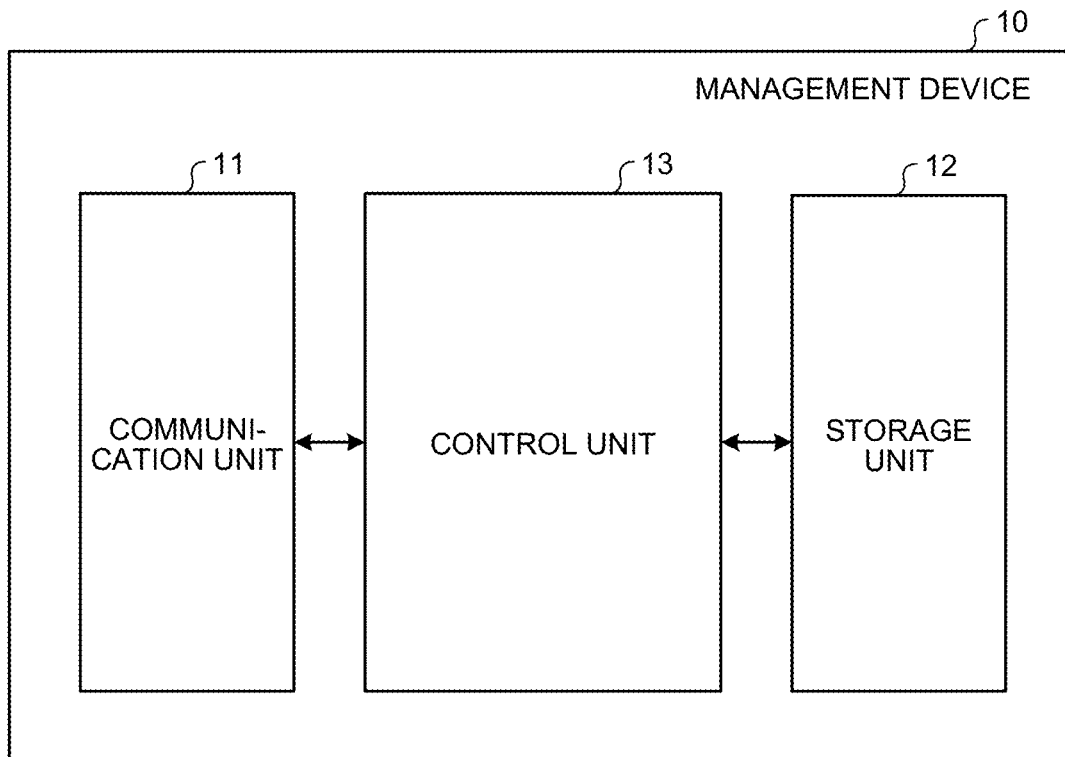 10
MANAGEMENT DEVICE
11
13
12
COMMUNI-
CATION UNIT
CONTROL UNIT
STORAGE
UNIT